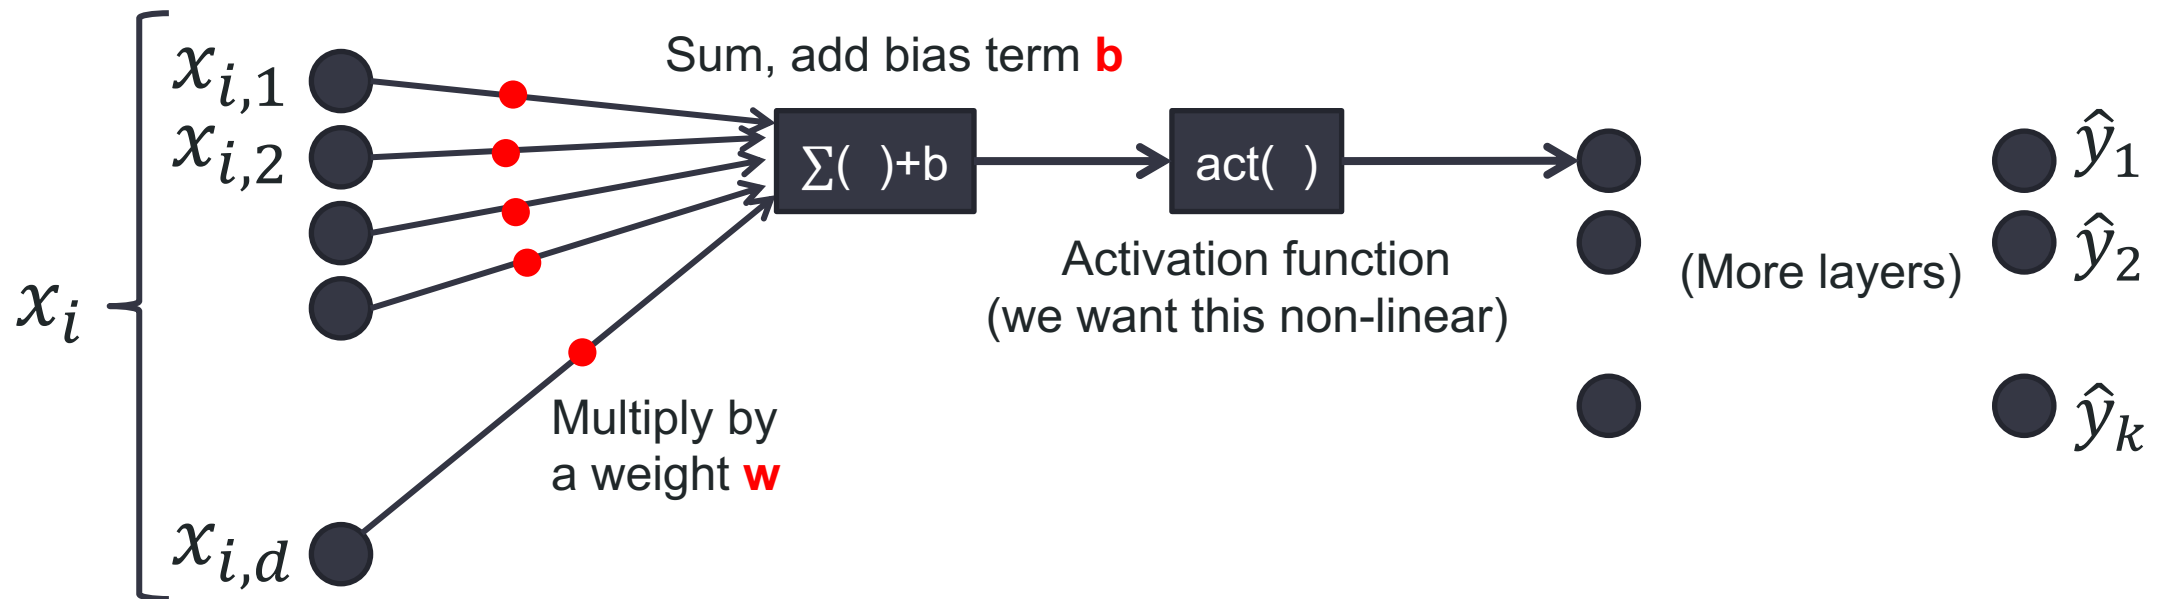 x_i
x_{i,1}
x_{i,2}
x_{i,d}
Sum, add bias term b
∑( )+b
act( )
Multiply by
a weight w
Activation function
(we want this non-linear)
(More layers)
ŷ_1
ŷ_2
ŷ_k